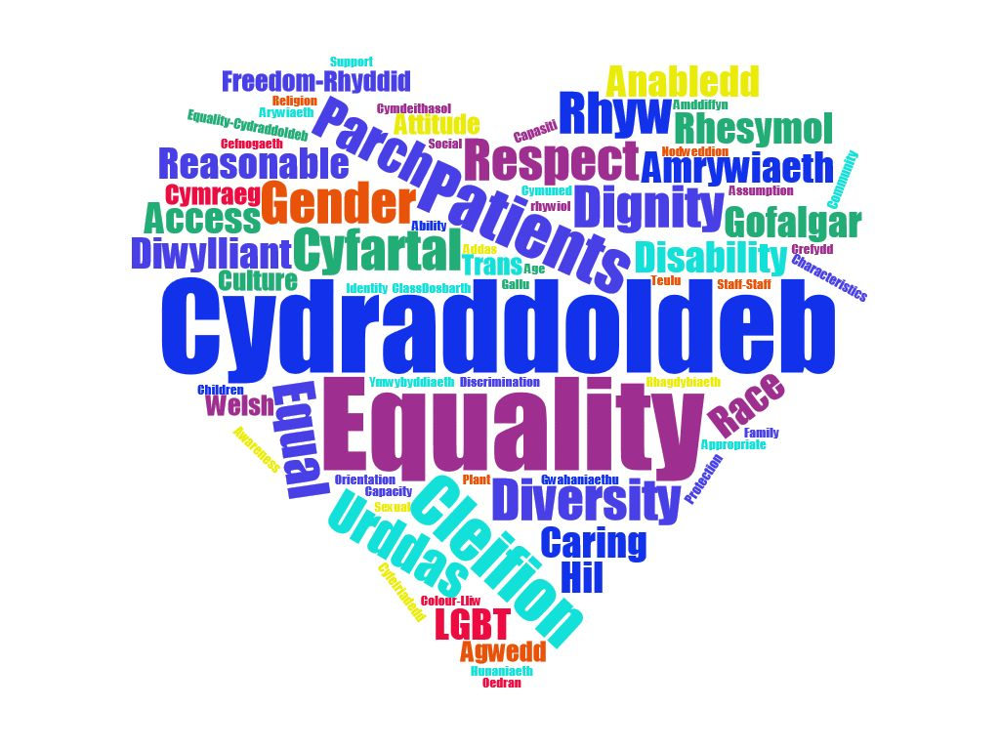 Support
Freedom-Rhyddid
Anabledd
Religion
Arywiaeth
Equality-Cydraddoldeb
Parch
Cymdeithasol
Attitude
Capasiti
Rhyw
Amddiffyn
Rhesymol
Cefnogaeth
Social
Reasonable
Respect
Nodweddion
Amrywiaeth
Community
Cymraeg
Gender
Patients
Cymuned
Assumption
Access
Ability
rhywiol
Dignity
Gofalgar
Diwylliant
Cyfartal
Addas
Trans
Age
Disability
Crefydd
Characteristics
Culture
Identity
ClassDosbarth
Gallu
Teulu
Staff-Staff
Cydraddoldeb
Children
Ymwybyddiaeth
Discrimination
Rhagdybiaeth
Race
Welsh
Equal
Equality
Family
Awareness
Appropriate
Orientation
Plant
Gwahaniaethu
Protection
Capacity
Sexual
Cleifion
Diversity
Urddas
Caring
Hil
Cyfeiriadedd
Colour-Lliw
LGBT
Agwedd
Hunaniaeth
Oedran